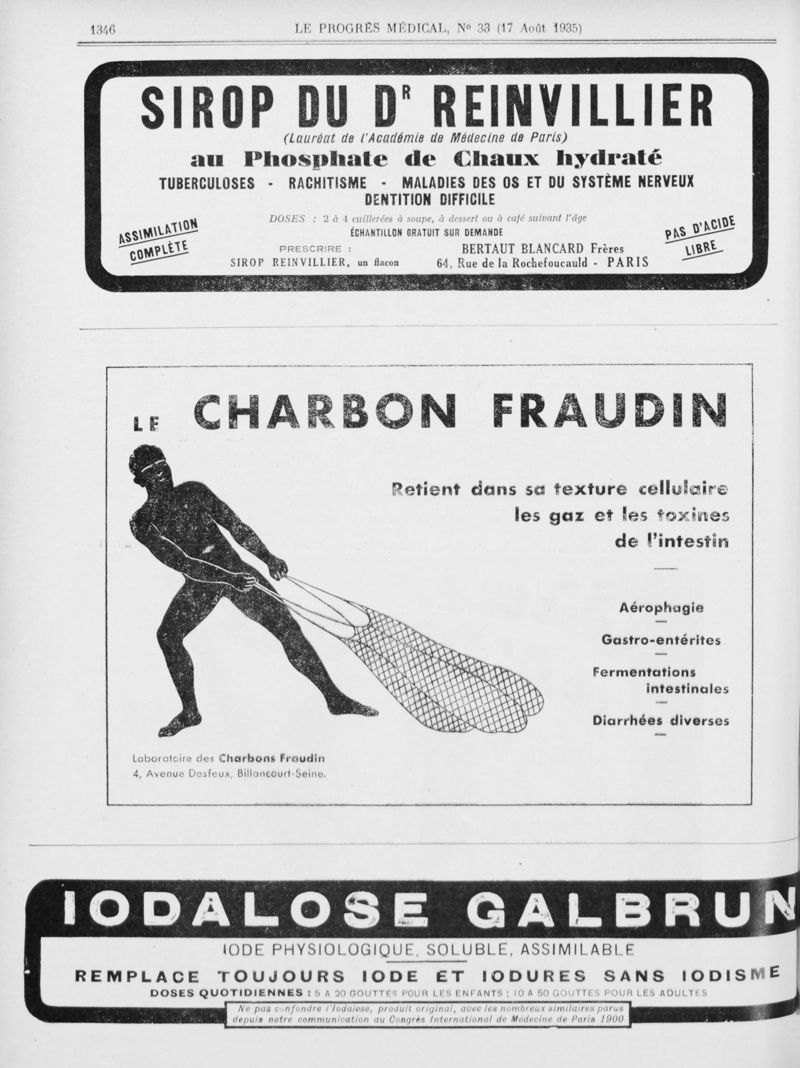 1346
LE PROGRÈS MÉDICAL, No 33 (17 Août 1935)
SIROP DU DR REINVILLIER
(Lauréat de l'Académie de Médecine de Paris)
au Phosphate de Chaux hydraté
TUBERCULOSES - RACHITISME - MALADIES DES OS ET DU SYSTÈME NERVEUX
DENTITION DIFFICILE
DOSES : 2 à 4 cuillerées à soupe, à dessert ou à café suivant l'âge
ÉCHANTILLON GRATUIT SUR DEMANDE
ASSIMILATION
COMPLÈTE
PRESCRIRE :
SIROP REINVILLIER, un flacon
BERTAUT BLANCARD Frères
64, Rue de la Rochefoucauld - PARIS
PAS D'ACIDE
LIBRE
LE CHARBON FRAUDIN
Retient dans sa texture cellulaire
les gaz et les toxines
de l'intestin
Aérophagie
Gastro-entérites
Fermentations
intestinales
Diarrhées diverses
Laboratoire des Charbons Fraudin
4, Avenue Desfeux, Billancourt-Seine.
IODALOSE GALBRUN
IODE PHYSIOLOGIQUE, SOLUBLE, ASSIMILABLE
REMPLACE TOUJOURS IODE ET IODURES SANS IODISME
DOSES QUOTIDIENNES : 5 A 20 GOUTTES POUR LES ENFANTS ; 10 A 50 GOUTTES POUR LES ADULTES
Ne pas confondre l'Iodalose, produit original, avec les nombreux similaires parus
depuis notre communication au Congrès International de Médecine de Paris 1900